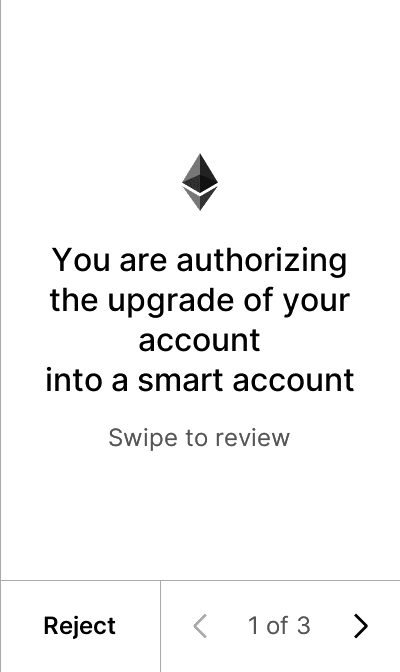 You are authorizing
the upgrade of your
account
into a smart account
Swipe to review
Reject
1 of 3